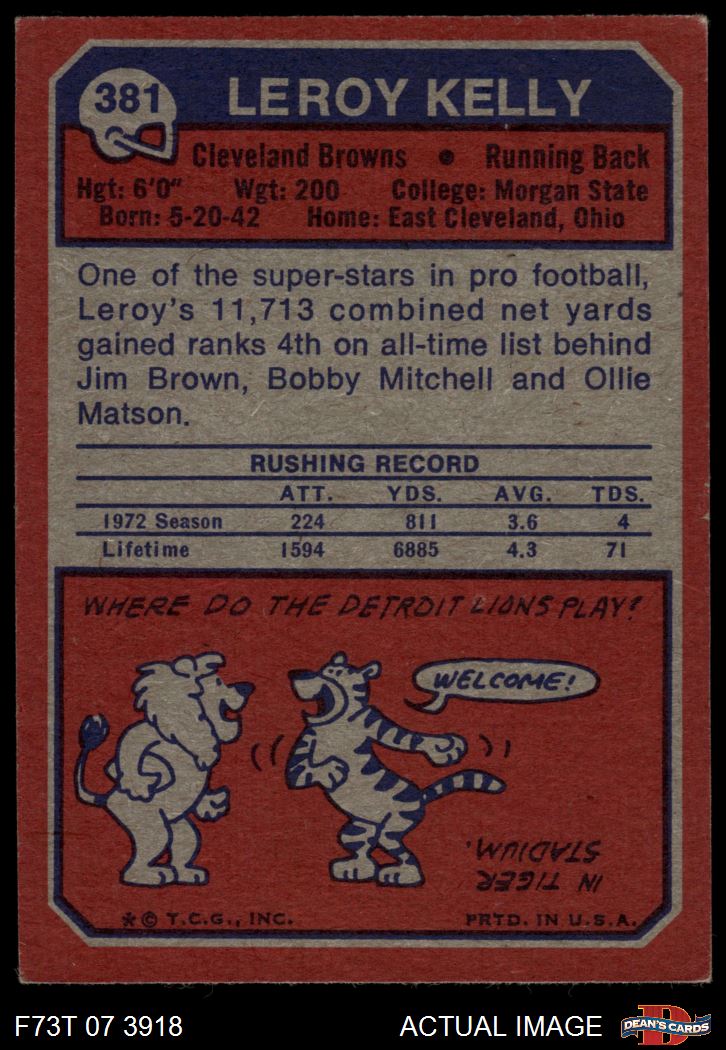 381
LEROY KELLY
Cleveland Browns • Running Back
Hgt: 6'0" Wgt: 200 College: Morgan State
Born: 5-20-42 Home: East Cleveland, Ohio
One of the super-stars in pro football,
Leroy's 11,713 combined net yards
gained ranks 4th on all-time list behind
Jim Brown, Bobby Mitchell and Ollie
Matson.
RUSHING RECORD
ATT. YDS. AVG. TDS.
1972 Season 224 811 3.6 4
Lifetime 1594 6885 4.3 71
WHERE DO THE DETROIT LIONS PLAY?
WELCOME!
IN TIGER
STADIUM.
*© T.C.G., INC. PRTD. IN U.S.A.
F73T 07 3918 ACTUAL IMAGE D DEAN'S CARDS